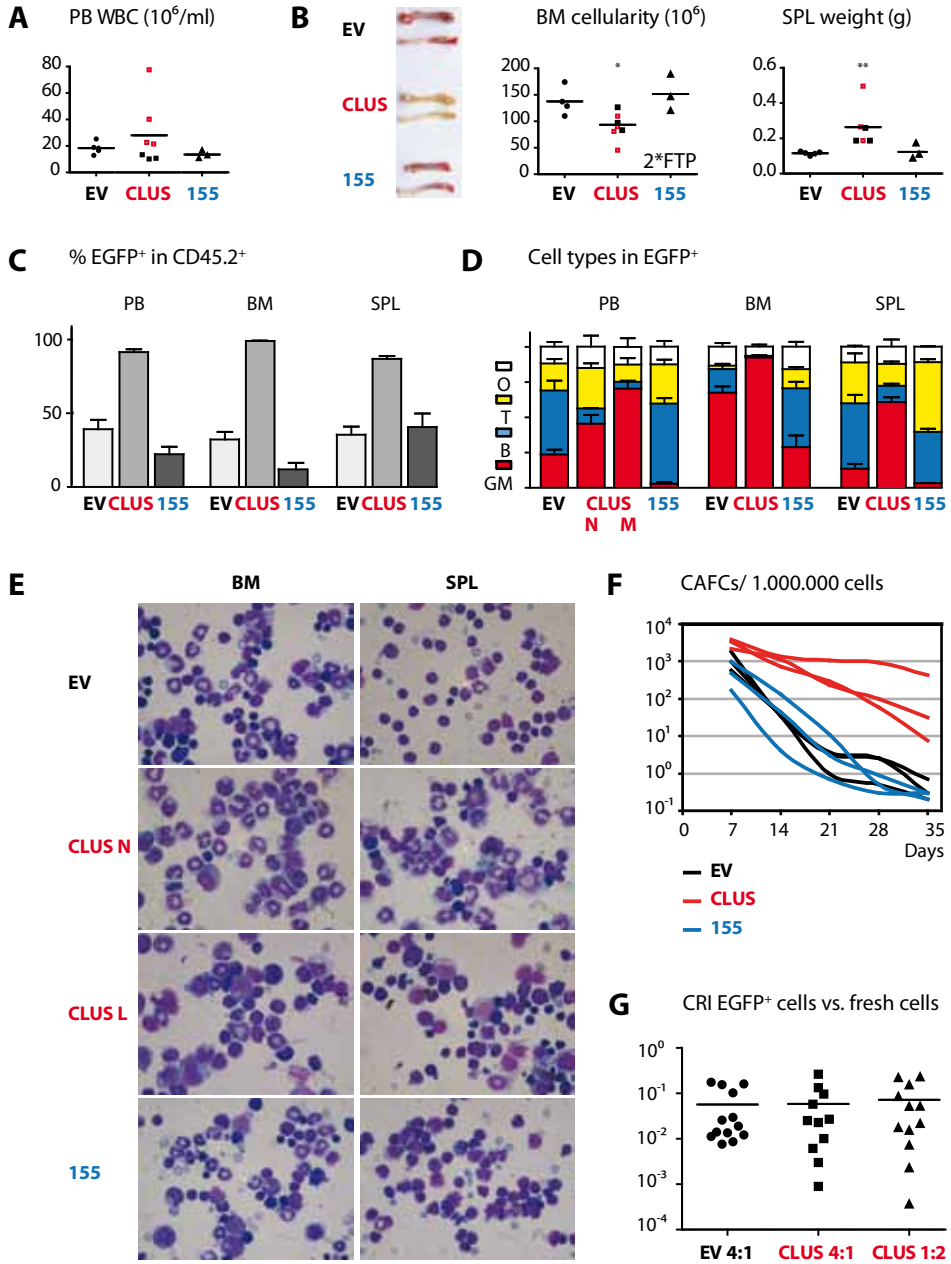 A PB WBC (10⁶/ml)
80
60
40
20
0
EV CLUS 155
B
EV
CLUS
155
BM cellularity (10⁶)
200
150
100
50
0
*
2*FTP
EV CLUS 155
SPL weight (g)
0.6
0.4
0.2
0.0
**
EV CLUS 155
C % EGFP⁺ in CD45.2⁺
PB BM SPL
100
50
0
EV CLUS 155 EV CLUS 155 EV CLUS 155
D Cell types in EGFP⁺
PB BM SPL
O
T
B
GM
EV CLUS 155 EV CLUS 155 EV CLUS 155
N M
E BM SPL
EV
CLUS N
CLUS L
155
F CAFCs/ 1.000.000 cells
10⁴
10³
10²
10¹
10⁰
10⁻¹
0 7 14 21 28 35
Days
EV
CLUS
155
G CRI EGFP⁺ cells vs. fresh cells
10⁰
10⁻¹
10⁻²
10⁻³
10⁻⁴
EV 4:1 CLUS 4:1 CLUS 1:2